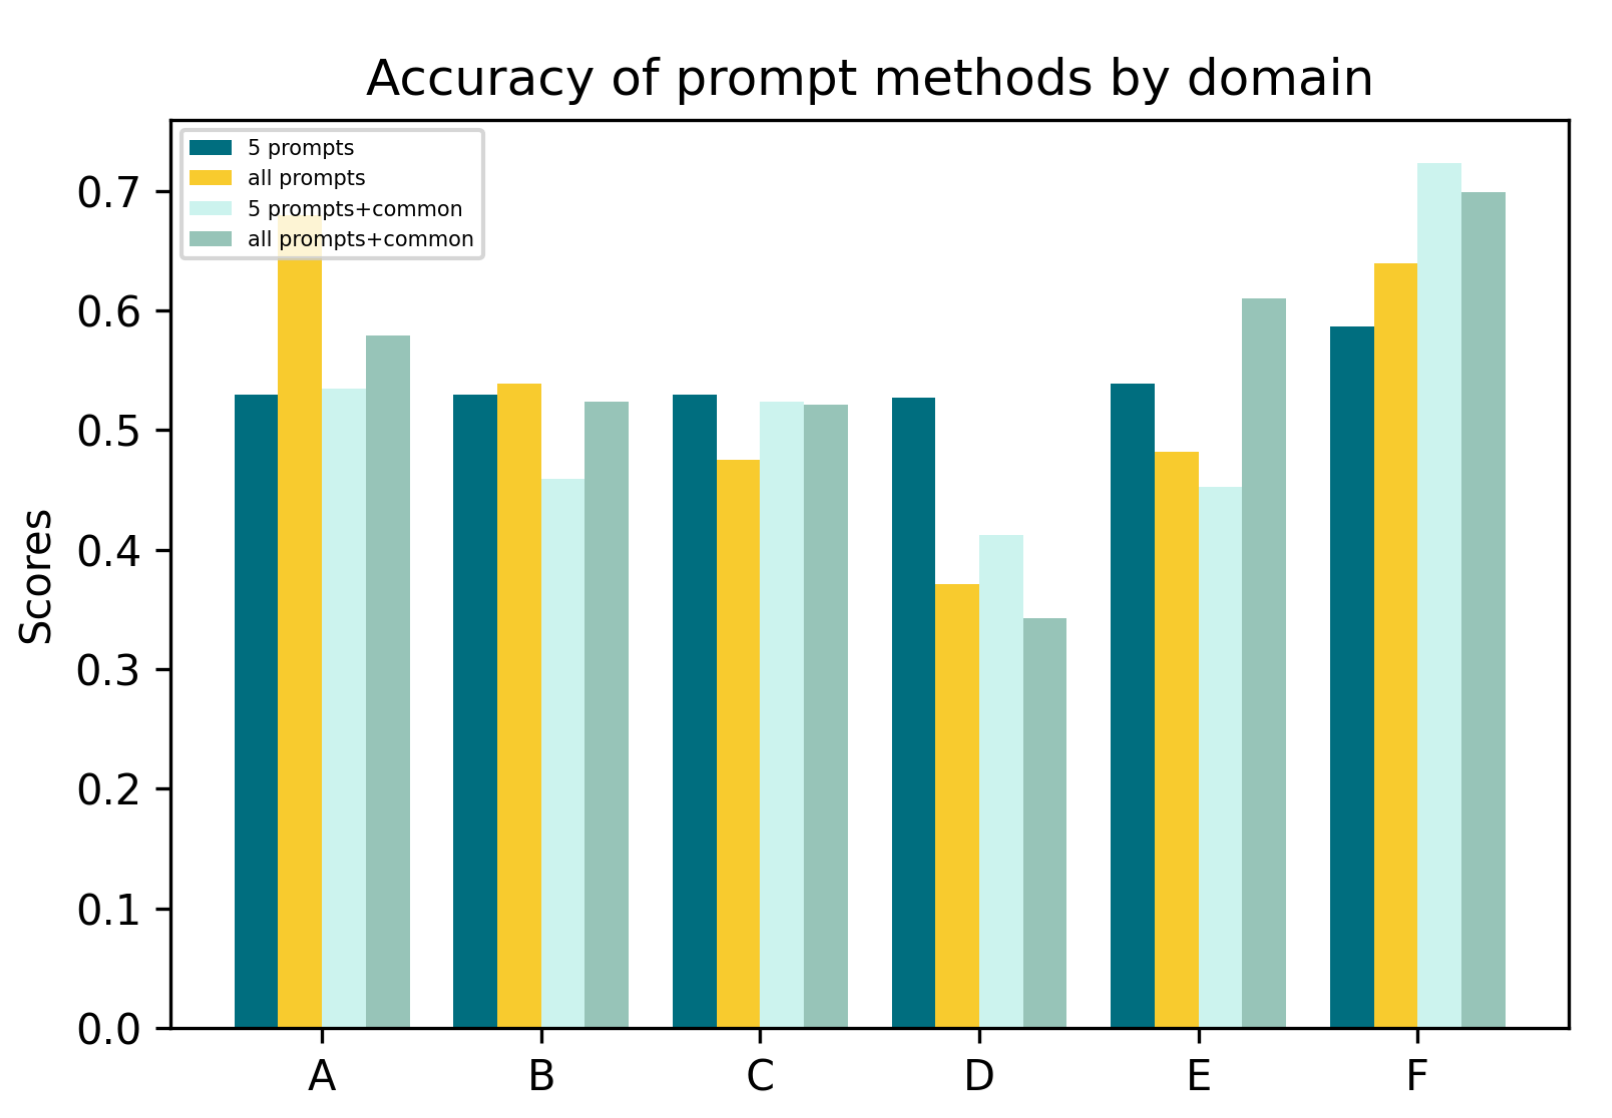 Accuracy of prompt methods by domain
5 prompts
all prompts
5 prompts+common
all prompts+common
Scores
0.7
0.6
0.5
0.4
0.3
0.2
0.1
0.0
A B C D E F